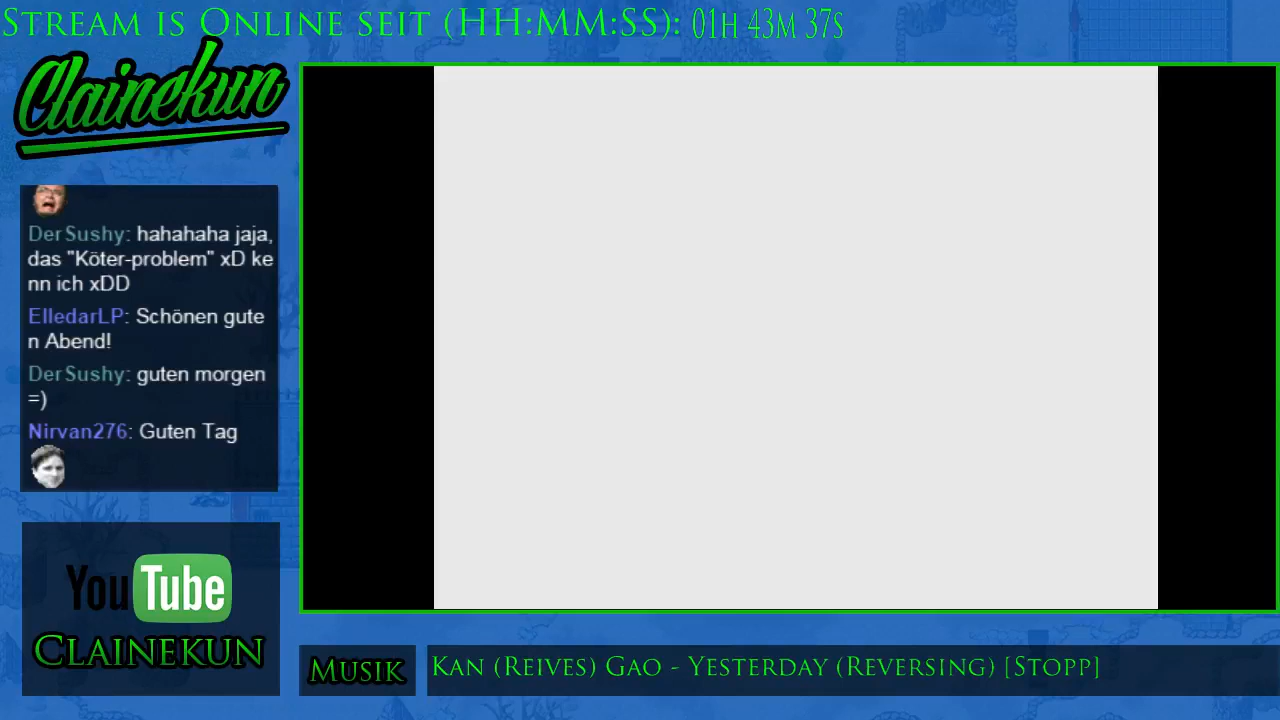 Stream is Online seit (HH:MM:SS): 01h 43m 37s
Clainekun
DerSushy: hahahaha jaja,
das "Köter-problem" xD ke
nn ich xDD
ElledarLP: Schönen gute
n Abend!
DerSushy: guten morgen
=)
Nirvan276: Guten Tag
YouTube
Clainekun
Musik
Kan (Reives) Gao - Yesterday (Reversing) [Stopp]